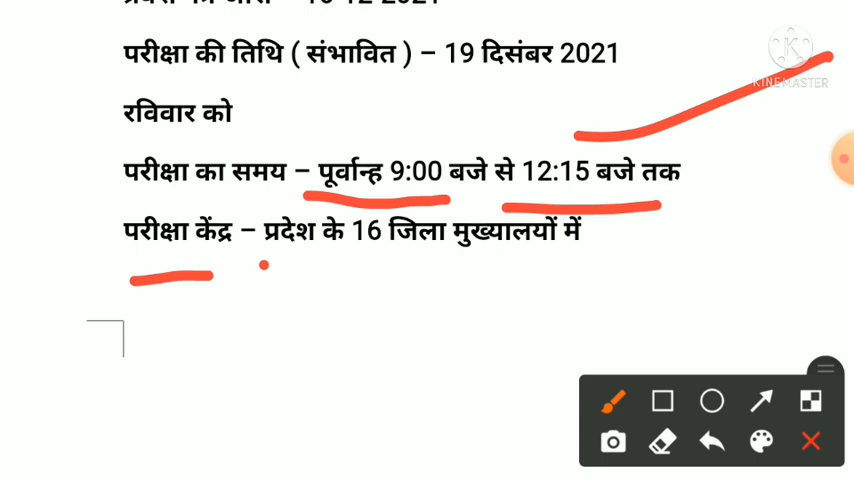 परीक्षा की तिथि ( संभावित ) – 19 दिसंबर 2021
KINEMASTER
रविवार को
परीक्षा का समय – पूर्वान्ह 9:00 बजे से 12:15 बजे तक
परीक्षा केंद्र – प्रदेश के 16 जिला मुख्यालयों में